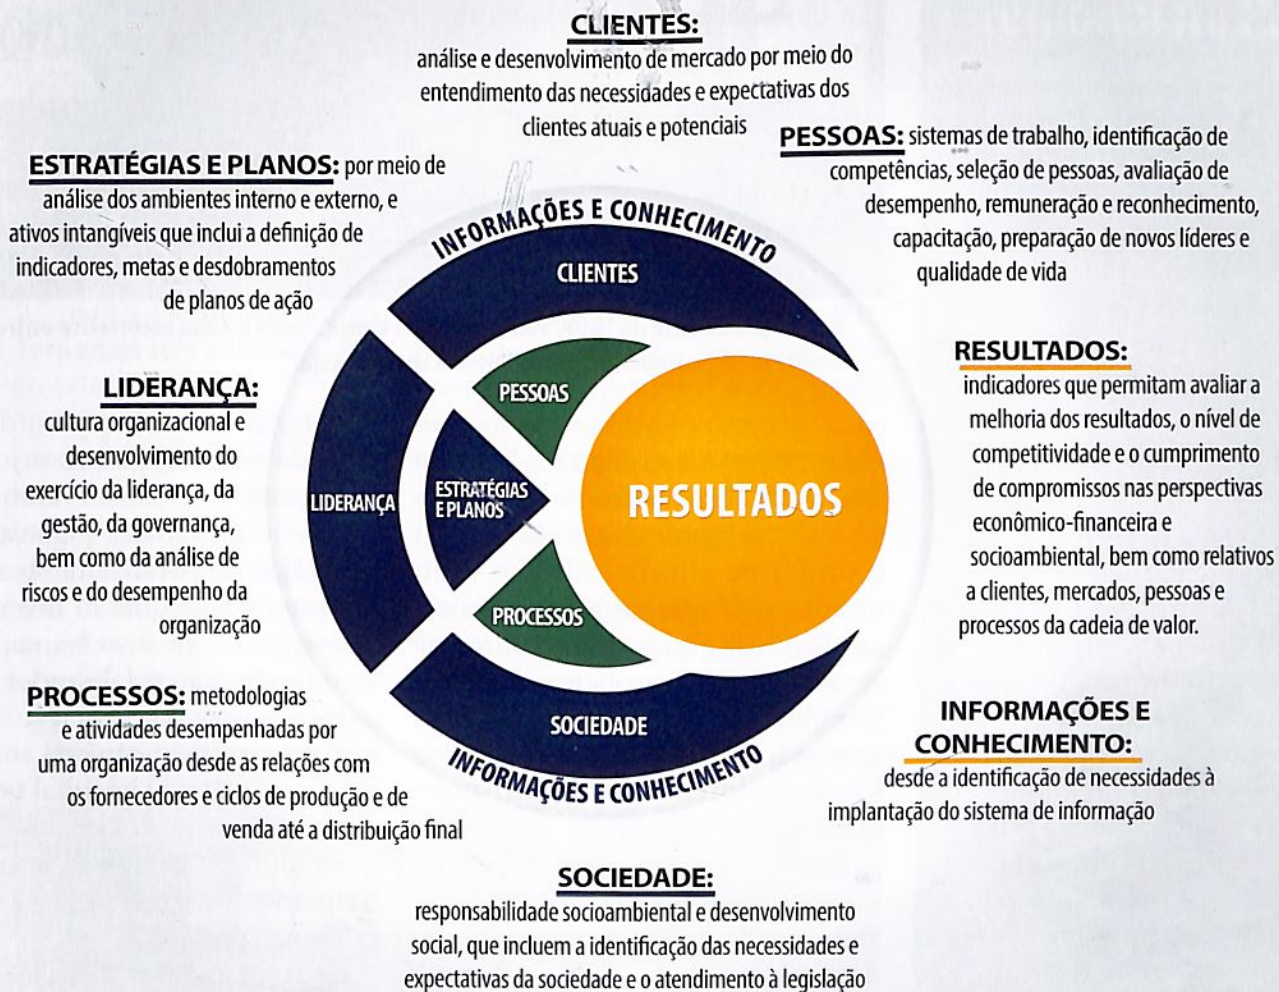 CLIENTES:
análise e desenvolvimento de mercado por meio do
entendimento das necessidades e expectativas dos
clientes atuais e potenciais
PESSOAS: sistemas de trabalho, identificação de
competências, seleção de pessoas, avaliação de
desempenho, remuneração e reconhecimento,
capacitação, preparação de novos líderes e
qualidade de vida
ESTRATÉGIAS E PLANOS: por meio de
análise dos ambientes interno e externo, e
ativos intangíveis que inclui a definição de
indicadores, metas e desdobramentos
de planos de ação
INFORMAÇÕES E CONHECIMENTO
CLIENTES
PESSOAS
LIDERANÇA
ESTRATÉGIAS
E PLANOS
RESULTADOS
PROCESSOS
SOCIEDADE
INFORMAÇÕES E CONHECIMENTO
LIDERANÇA:
cultura organizacional e
desenvolvimento do
exercício da liderança, da
gestão, da governança,
bem como da análise de
riscos e do desempenho da
organização
RESULTADOS:
indicadores que permitam avaliar a
melhoria dos resultados, o nível de
competitividade e o cumprimento
de compromissos nas perspectivas
econômico-financeira e
socioambiental, bem como relativos
a clientes, mercados, pessoas e
processos da cadeia de valor.
PROCESSOS: metodologias
e atividades desempenhadas por
uma organização desde as relações com
os fornecedores e ciclos de produção e de
venda até a distribuição final
INFORMAÇÕES E
CONHECIMENTO:
desde a identificação de necessidades à
implantação do sistema de informação
SOCIEDADE:
responsabilidade socioambiental e desenvolvimento
social, que incluem a identificação das necessidades e
expectativas da sociedade e o atendimento à legislação